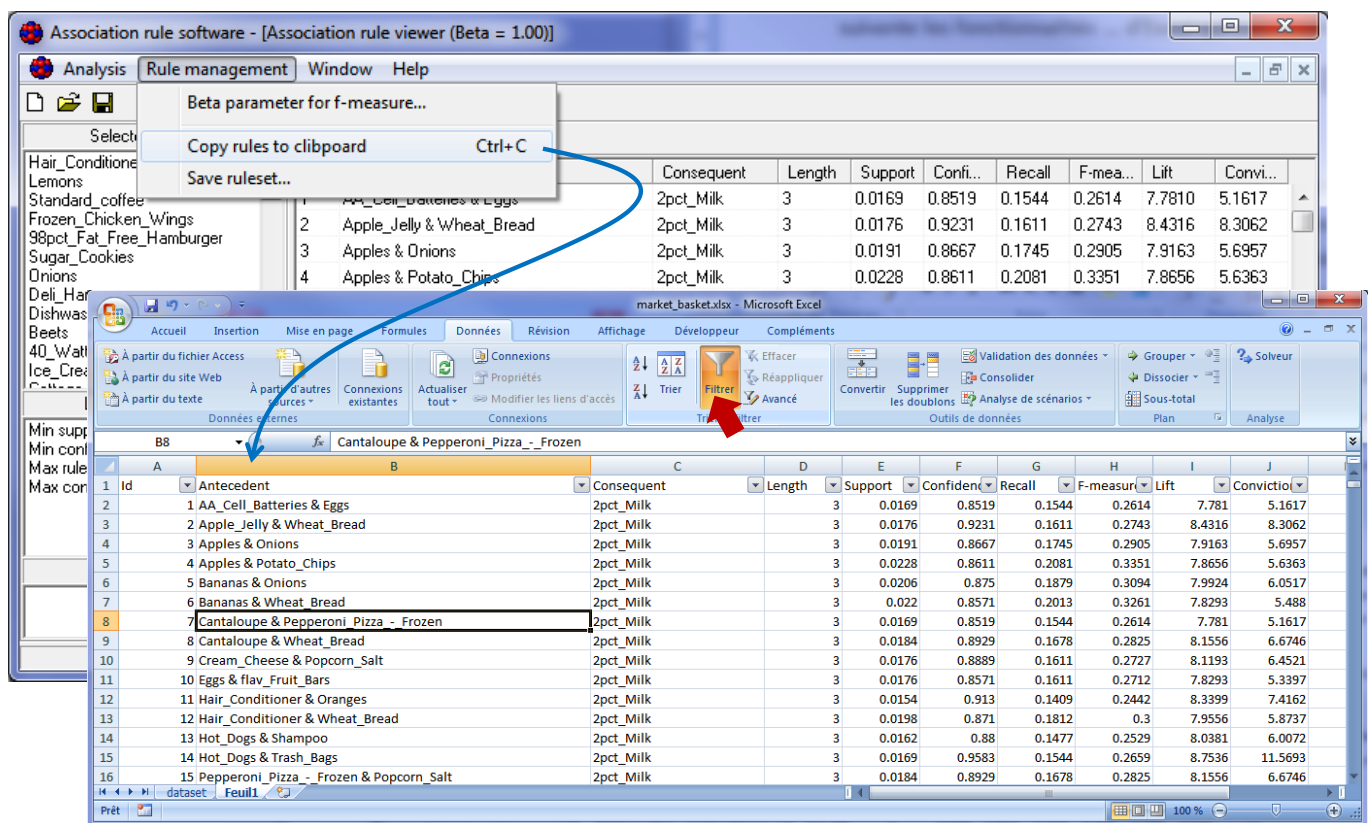 Association rule software - [Association rule viewer (Beta = 1.00)]
Analysis Rule management Window Help
Beta parameter for f-measure...
Copy rules to clibpoard Ctrl+C
Save ruleset...
Hair_Conditione
Lemons
Standard_coffee
Frozen_Chicken_Wings
98pct_Fat_Free_Hamburger
Sugar_Cookies
Onions
Deli_Ha
Dishwas
Beets
40_Watt
Ice_Crea
Min supp
Min conf
Max rule
Max con
Consequent Length Support Confi... Recall F-mea... Lift Convi...
1 AA_Cell_Batteries & Eggs 2pct_Milk 3 0.0169 0.8519 0.1544 0.2614 7.7810 5.1617
2 Apple_Jelly & Wheat_Bread 2pct_Milk 3 0.0176 0.9231 0.1611 0.2743 8.4316 8.3062
3 Apples & Onions 2pct_Milk 3 0.0191 0.8667 0.1745 0.2905 7.9163 5.6957
4 Apples & Potato_Chips 2pct_Milk 3 0.0228 0.8611 0.2081 0.3351 7.8656 5.6363
market_basket.xlsx - Microsoft Excel
Accueil Insertion Mise en page Formules Données Révision Affichage Développeur Compléments
À partir du fichier Access
À partir du site Web
À partir du texte
À partir d'autres sources
Connexions existantes
Données externes
Actualiser tout
Connexions
Propriétés
Modifier les liens d'accès
Connexions
Trier
Filtrer
Effacer
Réappliquer
Avancé
Trier et filtrer
Convertir
Supprimer les doublons
Validation des données
Consolider
Analyse de scénarios
Outils de données
Grouper
Dissocier
Sous-total
Plan
Solveur
Analyse
B8 fx Cantaloupe & Pepperoni_Pizza_-_Frozen
A B C D E F G H I J
1 Id Antecedent Consequent Length Support Confiden Recall F-measur Lift Conviction
2 1 AA_Cell_Batteries & Eggs 2pct_Milk 3 0.0169 0.8519 0.1544 0.2614 7.781 5.1617
3 2 Apple_Jelly & Wheat_Bread 2pct_Milk 3 0.0176 0.9231 0.1611 0.2743 8.4316 8.3062
4 3 Apples & Onions 2pct_Milk 3 0.0191 0.8667 0.1745 0.2905 7.9163 5.6957
5 4 Apples & Potato_Chips 2pct_Milk 3 0.0228 0.8611 0.2081 0.3351 7.8656 5.6363
6 5 Bananas & Onions 2pct_Milk 3 0.0206 0.875 0.1879 0.3094 7.9924 6.0517
7 6 Bananas & Wheat_Bread 2pct_Milk 3 0.022 0.8571 0.2013 0.3261 7.8293 5.488
8 7 Cantaloupe & Pepperoni_Pizza_-_Frozen 2pct_Milk 3 0.0169 0.8519 0.1544 0.2614 7.781 5.1617
9 8 Cantaloupe & Wheat_Bread 2pct_Milk 3 0.0184 0.8929 0.1678 0.2825 8.1556 6.6746
10 9 Cream_Cheese & Popcorn_Salt 2pct_Milk 3 0.0176 0.8889 0.1611 0.2727 8.1193 6.4521
11 10 Eggs & flav_Fruit_Bars 2pct_Milk 3 0.0176 0.8571 0.1611 0.2712 7.8293 5.3397
12 11 Hair_Conditioner & Oranges 2pct_Milk 3 0.0154 0.913 0.1409 0.2442 8.3399 7.4162
13 12 Hair_Conditioner & Wheat_Bread 2pct_Milk 3 0.0198 0.871 0.1812 0.3 7.9556 5.8737
14 13 Hot_Dogs & Shampoo 2pct_Milk 3 0.0162 0.88 0.1477 0.2529 8.0381 6.0072
15 14 Hot_Dogs & Trash_Bags 2pct_Milk 3 0.0169 0.9583 0.1544 0.2659 8.7536 11.5693
16 15 Pepperoni_Pizza_-_Frozen & Popcorn_Salt 2pct_Milk 3 0.0184 0.8929 0.1678 0.2825 8.1556 6.6746
dataset Feuil1
Prêt 100 %